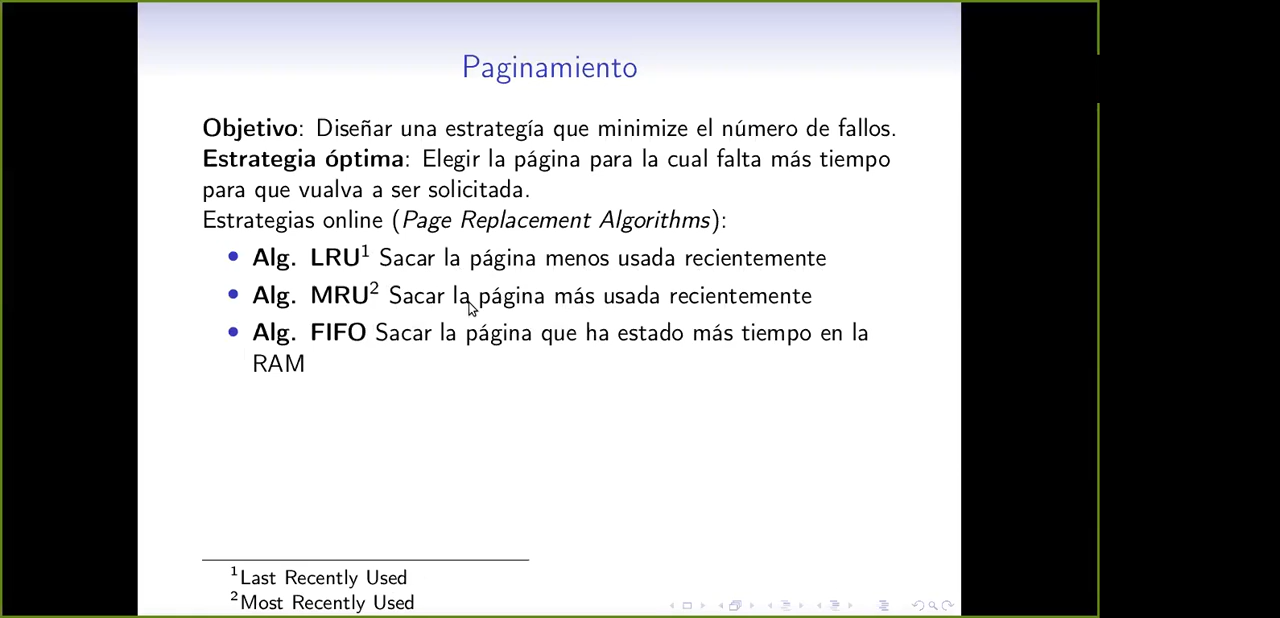 Paginamiento
Objetivo: Diseñar una estrategía que minimize el número de fallos.
Estrategia óptima: Elegir la página para la cual falta más tiempo
para que vualva a ser solicitada.
Estrategias online (Page Replacement Algorithms):
• Alg. LRU¹ Sacar la página menos usada recientemente
• Alg. MRU² Sacar la página más usada recientemente
• Alg. FIFO Sacar la página que ha estado más tiempo en la
RAM
¹Last Recently Used
²Most Recently Used